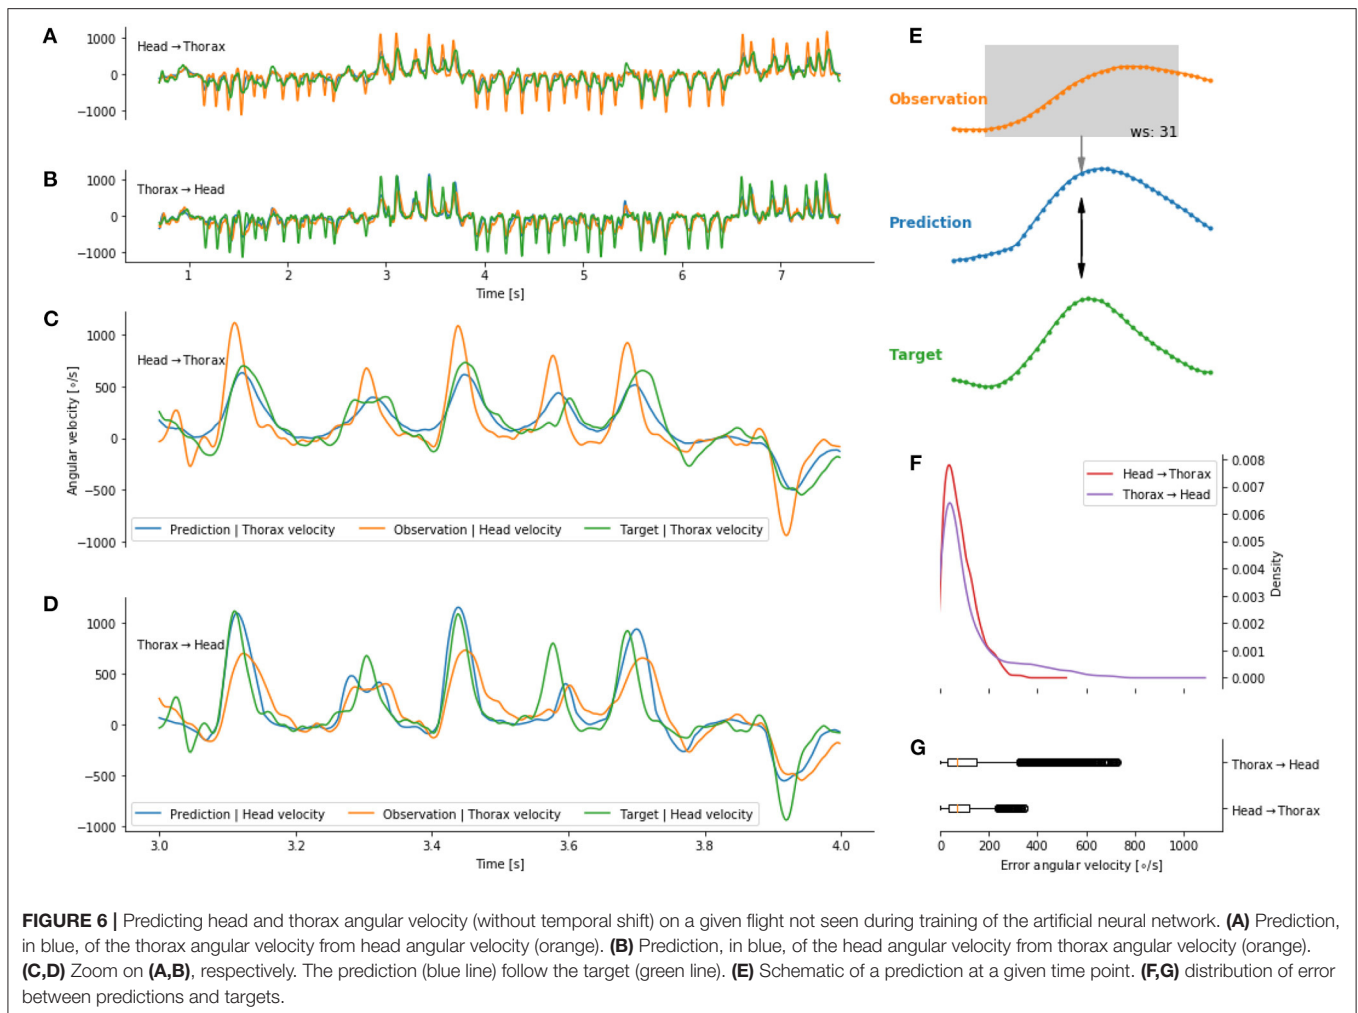 A
1000
0
−1000
Head → Thorax
B
1000
0
−1000
Thorax → Head
1 2 3 4 5 6 7
Time [s]
C
1000
500
0
−500
−1000
Angular velocity [∘/s]
Head → Thorax
Prediction | Thorax velocity Observation | Head velocity Target | Thorax velocity
D
1000
500
0
−500
−1000
Thorax → Head
Prediction | Head velocity Observation | Thorax velocity Target | Head velocity
3.0 3.2 3.4 3.6 3.8 4.0
Time [s]
E
Observation
ws: 31
Prediction
Target
F
Head → Thorax
Thorax → Head
0.008
0.007
0.006
0.005
0.004
0.003
0.002
0.001
0.000
Density
G
Thorax → Head
Head → Thorax
0 200 400 600 800 1000
Error angular velocity [∘/s]
FIGURE 6 | Predicting head and thorax angular velocity (without temporal shift) on a given flight not seen during training of the artificial neural network. (A) Prediction,
in blue, of the thorax angular velocity from head angular velocity (orange). (B) Prediction, in blue, of the head angular velocity from thorax angular velocity (orange).
(C,D) Zoom on (A,B), respectively. The prediction (blue line) follow the target (green line). (E) Schematic of a prediction at a given time point. (F,G) distribution of error
between predictions and targets.